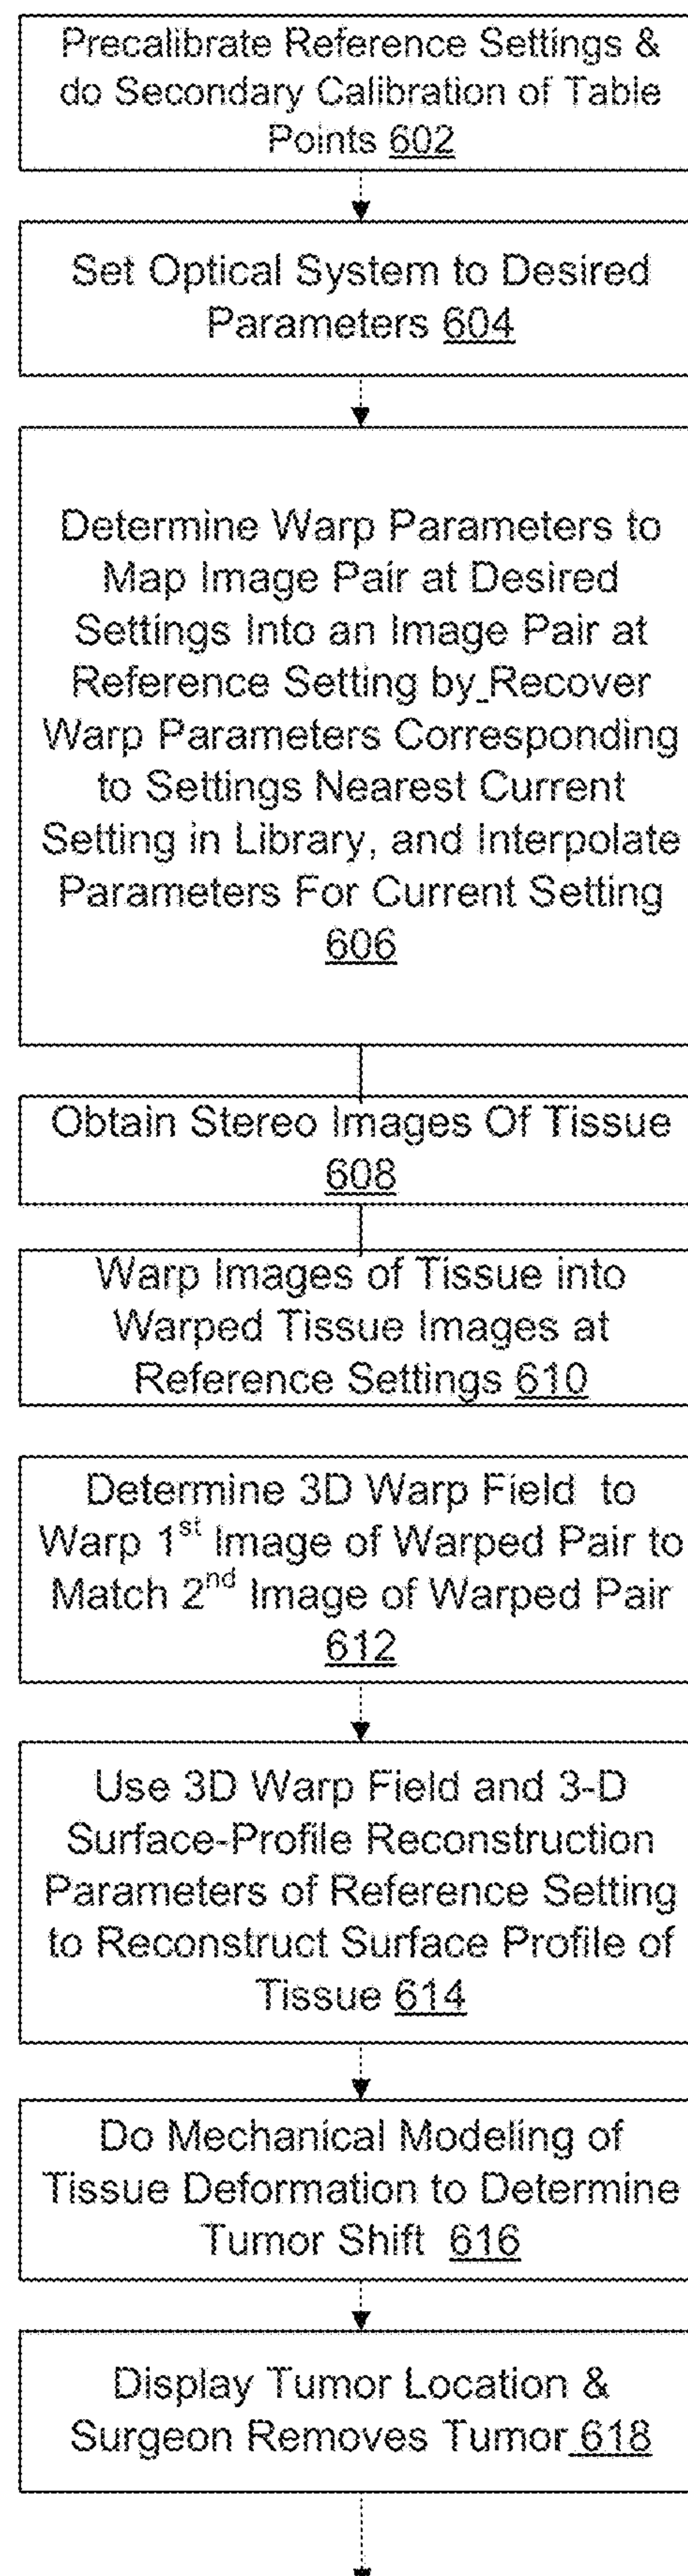 Precalibrate Reference Settings &
do Secondary Calibration of Table
Points 602
Set Optical System to Desired
Parameters 604
Determine Warp Parameters to
Map Image Pair at Desired
Settings Into an Image Pair at
Reference Setting by Recover
Warp Parameters Corresponding
to Settings Nearest Current
Setting in Library, and Interpolate
Parameters For Current Setting
606
Obtain Stereo Images Of Tissue
608
Warp Images of Tissue into
Warped Tissue Images at
Reference Settings 610
Determine 3D Warp Field to
Warp 1st Image of Warped Pair to
Match 2nd Image of Warped Pair
612
Use 3D Warp Field and 3-D
Surface-Profile Reconstruction
Parameters of Reference Setting
to Reconstruct Surface Profile of
Tissue 614
Do Mechanical Modeling of
Tissue Deformation to Determine
Tumor Shift 616
Display Tumor Location &
Surgeon Removes Tumor 618